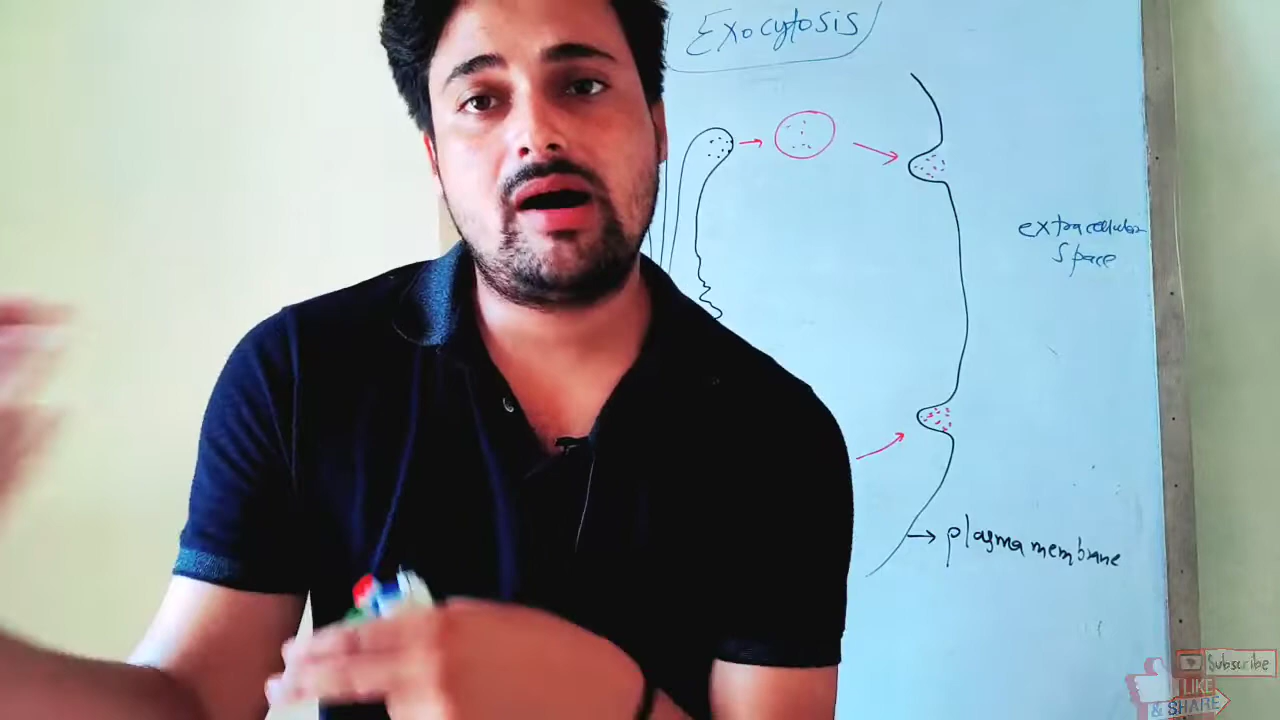 Exocytosis
extracellular
space
plasma membrane
Subscribe
LIKE
& SHARE